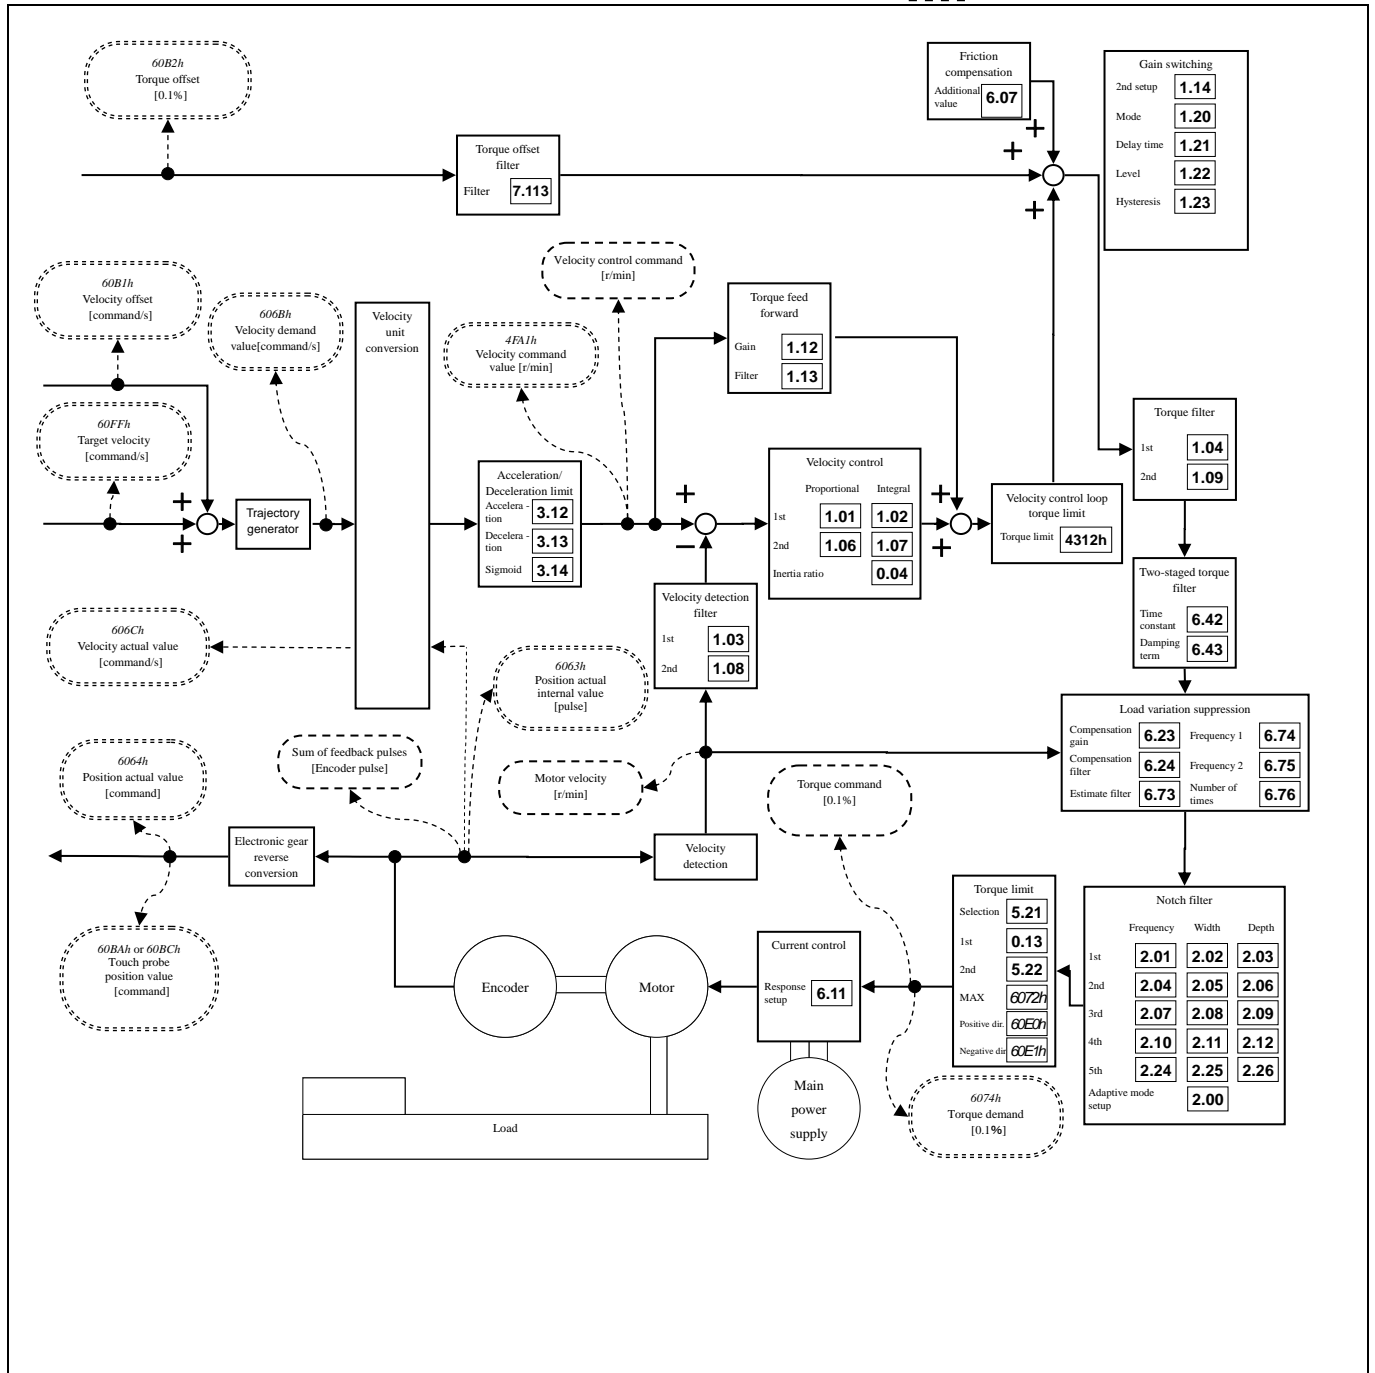 60B2h
Torque offset
[0.1%]
Friction
compensation
Additional
value
6.07
Gain switching
2nd setup 1.14
Mode 1.20
Delay time 1.21
Level 1.22
Hysteresis 1.23
+
+
+
Torque offset
filter
Filter 7.113
60B1h
Velocity offset
[command/s]
606Bh
Velocity demand
value[command/s]
Velocity
unit
conversion
Velocity control command
[r/min]
4FA1h
Velocity command
value [r/min]
Torque feed
forward
Gain 1.12
Filter 1.13
60FFh
Target velocity
[command/s]
+
+
Trajectory
generator
Acceleration/
Deceleration limit
Accelera -
tion
3.12
Decelera -
tion
3.13
Sigmoid 3.14
+
−
Velocity control
Proportional Integral
1st 1.01 1.02
2nd 1.06 1.07
Inertia ratio 0.04
+
+
Velocity control loop
torque limit
Torque limit 4312h
Torque filter
1st 1.04
2nd 1.09
Two-staged torque
filter
Time
constant
6.42
Damping
term
6.43
Velocity detection
filter
1st 1.03
2nd 1.08
606Ch
Velocity actual value
[command/s]
6063h
Position actual
internal value
[pulse]
Load variation suppression
Compensation
gain
6.23 Frequency 1 6.74
Compensation
filter
6.24 Frequency 2 6.75
Estimate filter 6.73 Number of
times
6.76
6064h
Position actual value
[command]
Sum of feedback pulses
[Encoder pulse]
Motor velocity
[r/min]
Torque command
[0.1%]
Electronic gear
reverse
conversion
Velocity
detection
60BAh or 60BCh
Touch probe
position value
[command]
Encoder
Motor
Current control
Response
setup
6.11
Torque limit
Selection 5.21
1st 0.13
2nd 5.22
MAX 6072h
Positive dir. 60E0h
Negative dir 60E1h
Notch filter
Frequency Width Depth
1st 2.01 2.02 2.03
2nd 2.04 2.05 2.06
3rd 2.07 2.08 2.09
4th 2.10 2.11 2.12
5th 2.24 2.25 2.26
Adaptive mode
setup
2.00
Main
power
supply
6074h
Torque demand
[0.1%]
Load